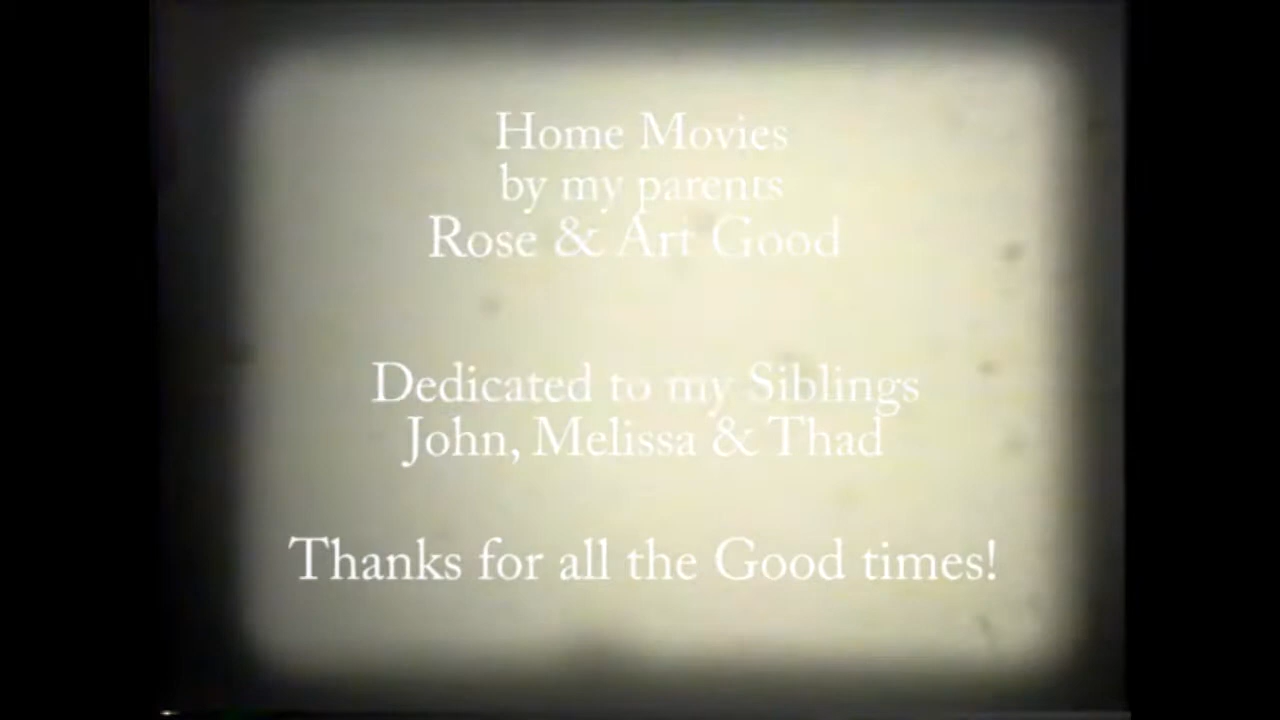 Home Movies
by my parents
Rose & Art Good
Dedicated to my Siblings
John, Melissa & Thad
Thanks for all the Good times!